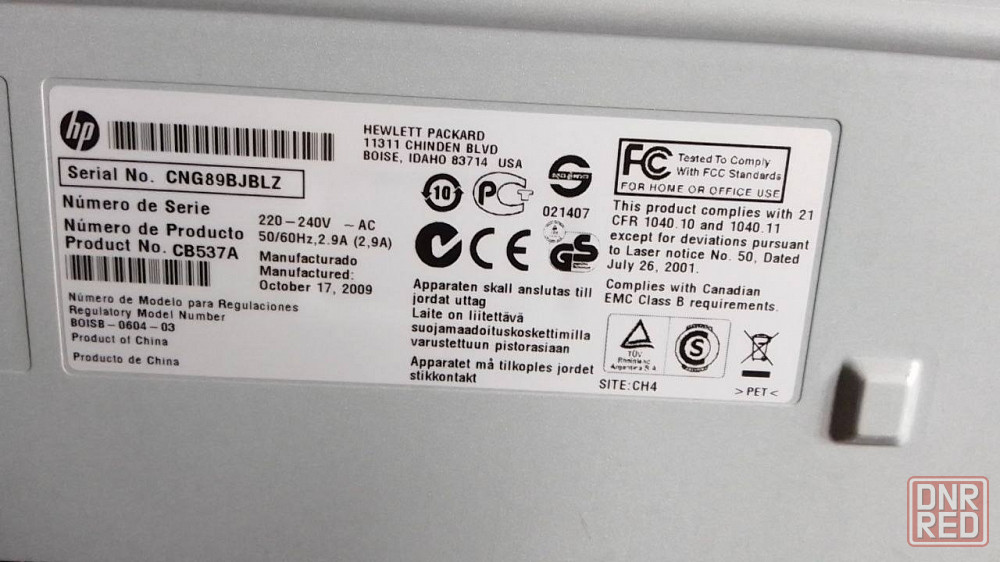 hp
Serial No. CNG89BJBLZ
Número de Serie
Número de Producto
Product No. CB537A
220-240V ~ AC
50/60Hz, 2.9A (2,9A)
Manufacturado
Manufactured:
October 17, 2009
Número de Modelo para Regulaciones
Regulatory Model Number
BOISB-0604-03
Product of China
Producto de China
HEWLETT PACKARD
11311 CHINDEN BLVD
BOISE, IDAHO 83714 USA
10
021407
CE
GS
Apparaten skall anslutas till
jordat uttag
Laite on liitettävä
suojamaadoituskoskettimilla
varustettuun pistorasiaan
Apparatet må tilkoples jordet
stikkontakt
FC Tested To Comply
With FCC Standards
FOR HOME OR OFFICE USE
This product complies with 21
CFR 1040.10 and 1040.11
except for deviations pursuant
to Laser notice No. 50, Dated
July 26, 2001.
Complies with Canadian
EMC Class B requirements.
TÜV
Rheinland
Argentina S.A.
S
SITE:CH4
>PET<
DNR
RED